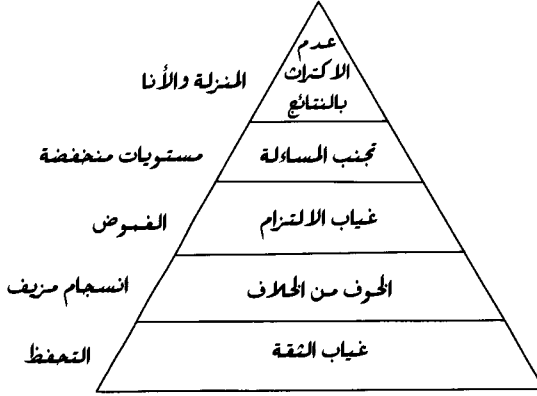 عدم
الاكتراث
بالنتائج
المنزلة والأنا
تجنب المساءلة
مستويات منخفضة
غياب الالتزام
الغموض
الخوف من الخلاف
انسجام مزيف
غياب الثقة
التحفظ